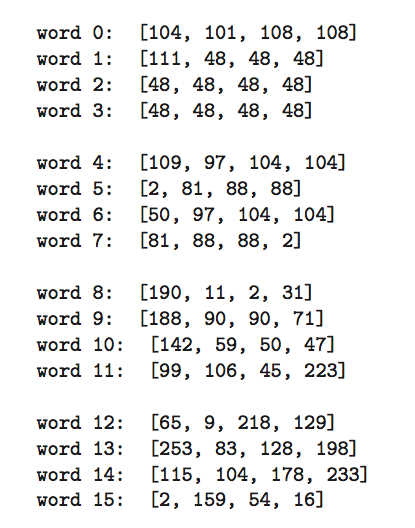 word 0: [104, 101, 108, 108]
word 1: [111, 48, 48, 48]
word 2: [48, 48, 48, 48]
word 3: [48, 48, 48, 48]
word 4: [109, 97, 104, 104]
word 5: [2, 81, 88, 88]
word 6: [50, 97, 104, 104]
word 7: [81, 88, 88, 2]
word 8: [190, 11, 2, 31]
word 9: [188, 90, 90, 71]
word 10: [142, 59, 50, 47]
word 11: [99, 106, 45, 223]
word 12: [65, 9, 218, 129]
word 13: [253, 83, 128, 198]
word 14: [115, 104, 178, 233]
word 15: [2, 159, 54, 16]